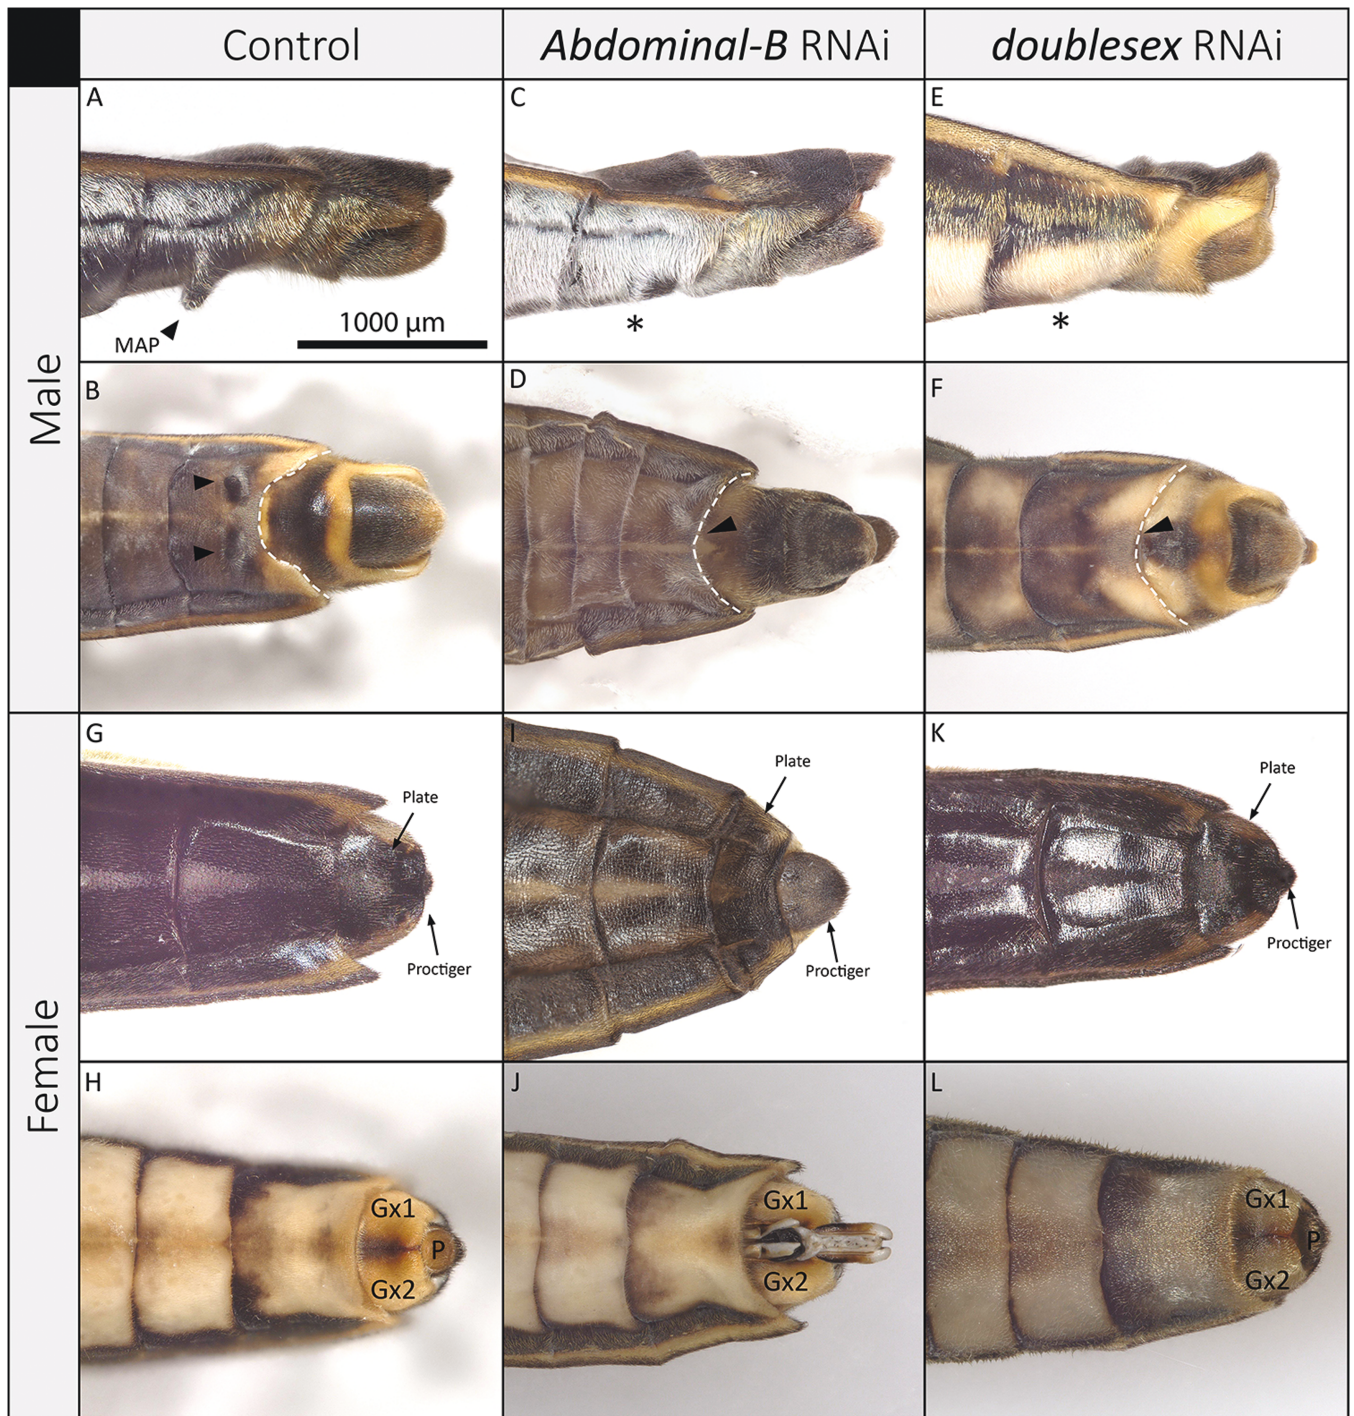 Control
Abdominal-B RNAi
doublesex RNAi
Male
A
MAP
1000 µm
C
*
E
*
B
D
F
Female
G
Plate
Proctiger
I
Plate
Proctiger
K
Plate
Proctiger
H
Gx1
P
Gx2
J
Gx1
Gx2
L
Gx1
P
Gx2